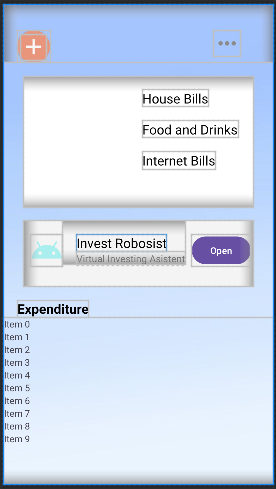 House Bills
Food and Drinks
Internet Bills
Invest Robosist
Virtual Investing Asistent
Open
Expenditure
Item 0
Item 1
Item 2
Item 3
Item 4
Item 5
Item 6
Item 7
Item 8
Item 9